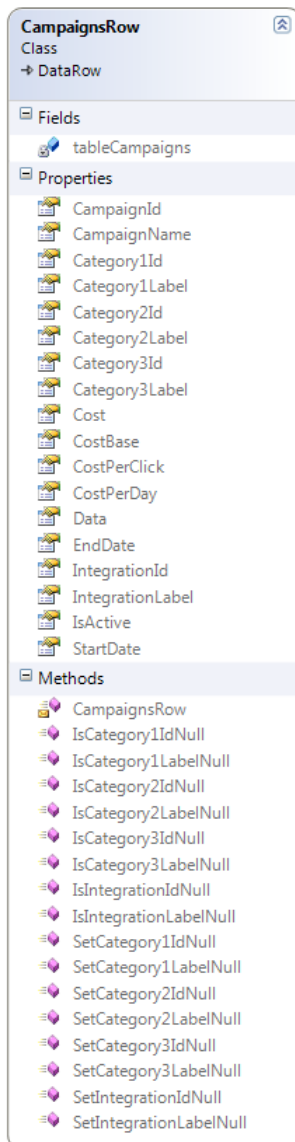 CampaignsRow
Class
DataRow
Fields
tableCampaigns
Properties
CampaignId
CampaignName
Category1Id
Category1Label
Category2Id
Category2Label
Category3Id
Category3Label
Cost
CostBase
CostPerClick
CostPerDay
Data
EndDate
IntegrationId
IntegrationLabel
IsActive
StartDate
Methods
CampaignsRow
IsCategory1IdNull
IsCategory1LabelNull
IsCategory2IdNull
IsCategory2LabelNull
IsCategory3IdNull
IsCategory3LabelNull
IsIntegrationIdNull
IsIntegrationLabelNull
SetCategory1IdNull
SetCategory1LabelNull
SetCategory2IdNull
SetCategory2LabelNull
SetCategory3IdNull
SetCategory3LabelNull
SetIntegrationIdNull
SetIntegrationLabelNull